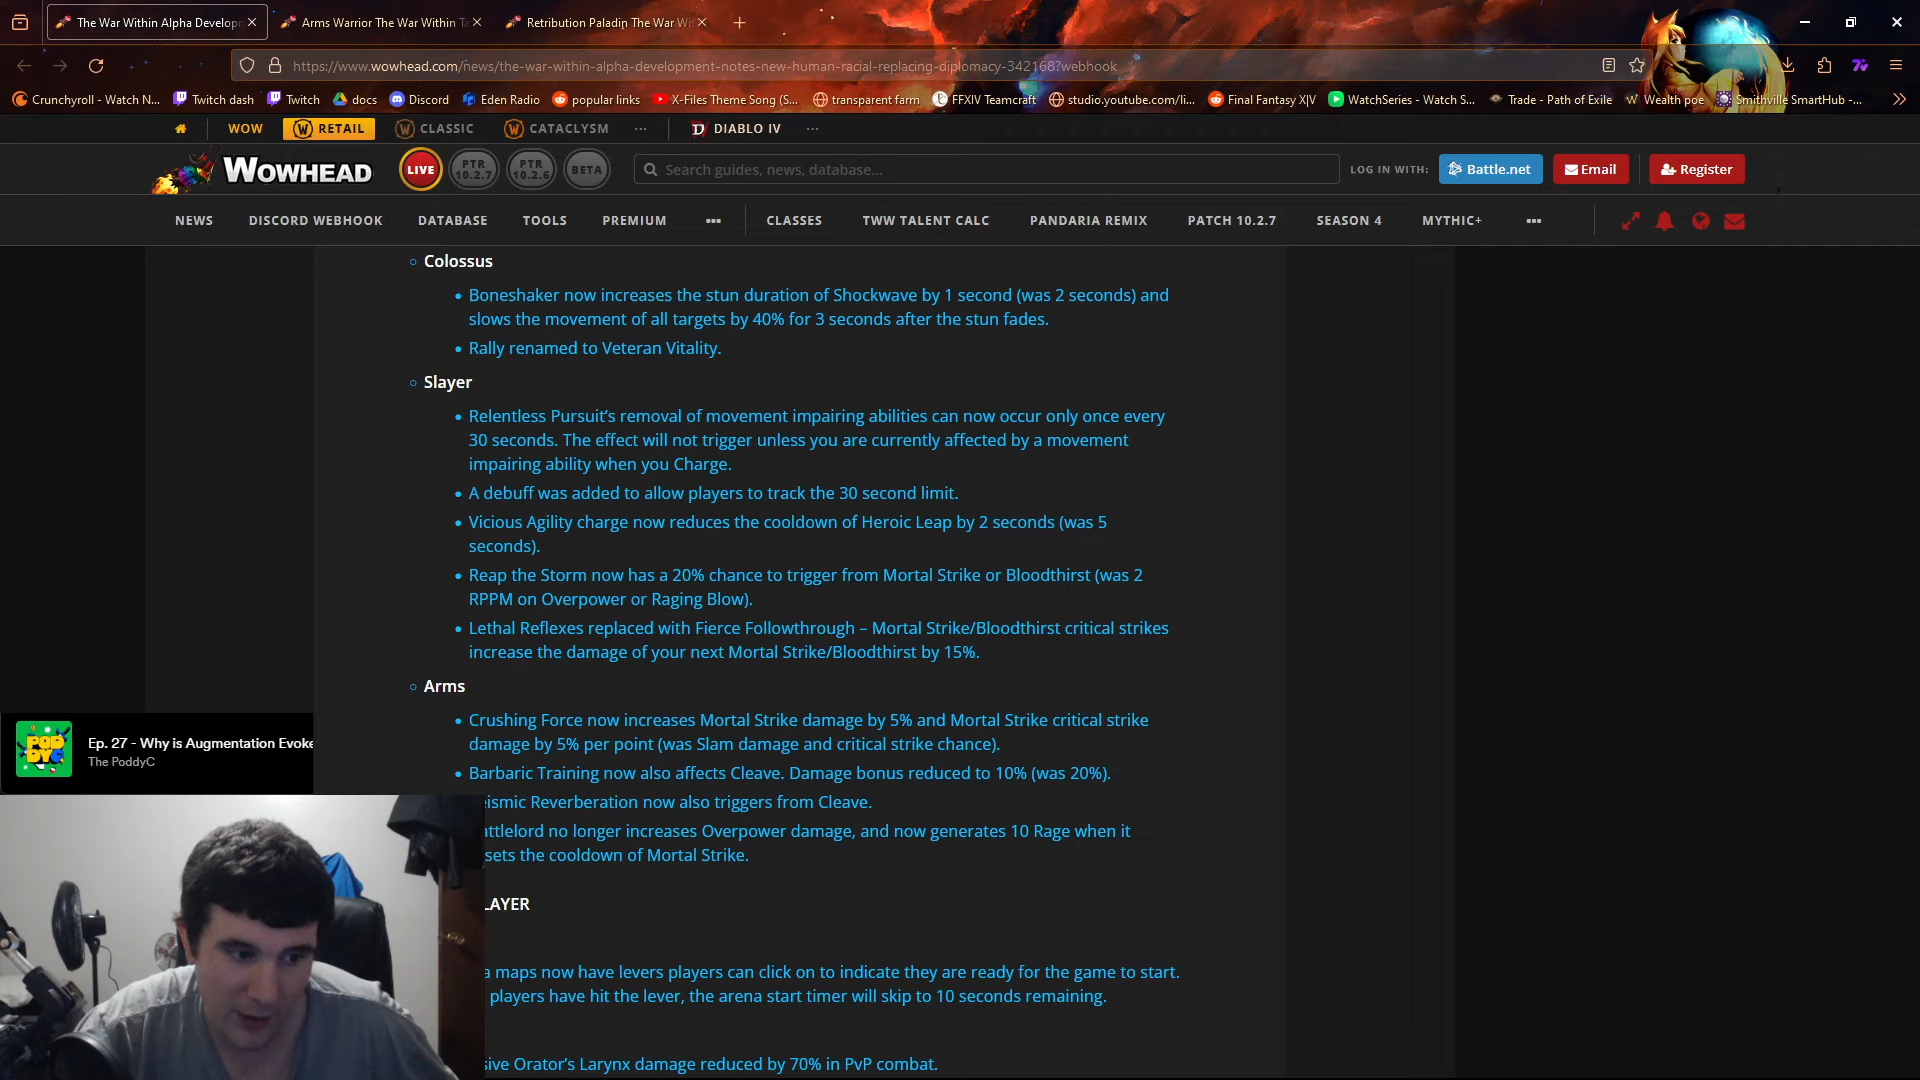 The War Within Alpha Developn
Arms Warrior The War Within Ta
Retribution Paladin The War Wi
https://www.wowhead.com/news/the-war-within-alpha-development-notes-new-human-racial-replacing-diplomacy-342168?webhook
Crunchyroll - Watch N...
Twitch dash
Twitch
docs
Discord
Eden Radio
popular links
X-Files Theme Song (S...
transparent farm
FFXIV Teamcraft
studio.youtube.com/li...
Final Fantasy X|V
WatchSeries - Watch S...
Trade - Path of Exile
Wealth poe
Smithville SmartHub -...
WOW RETAIL CLASSIC CATACLYSM ... DIABLO IV ...
WOWHEAD
LIVE
PTR 10.2.7
PTR 10.2.6
BETA
Search guides, news, database...
LOG IN WITH: Battle.net Email Register
NEWS DISCORD WEBHOOK DATABASE TOOLS PREMIUM ... CLASSES TWW TALENT CALC PANDARIA REMIX PATCH 10.2.7 SEASON 4 MYTHIC+ ...
Colossus
Boneshaker now increases the stun duration of Shockwave by 1 second (was 2 seconds) and
slows the movement of all targets by 40% for 3 seconds after the stun fades.
Rally renamed to Veteran Vitality.
Slayer
Relentless Pursuit's removal of movement impairing abilities can now occur only once every
30 seconds. The effect will not trigger unless you are currently affected by a movement
impairing ability when you Charge.
A debuff was added to allow players to track the 30 second limit.
Vicious Agility charge now reduces the cooldown of Heroic Leap by 2 seconds (was 5
seconds).
Reap the Storm now has a 20% chance to trigger from Mortal Strike or Bloodthirst (was 2
RPPM on Overpower or Raging Blow).
Lethal Reflexes replaced with Fierce Followthrough – Mortal Strike/Bloodthirst critical strikes
increase the damage of your next Mortal Strike/Bloodthirst by 15%.
Arms
Crushing Force now increases Mortal Strike damage by 5% and Mortal Strike critical strike
damage by 5% per point (was Slam damage and critical strike chance).
Barbaric Training now also affects Cleave. Damage bonus reduced to 10% (was 20%).
eismic Reverberation now also triggers from Cleave.
attlelord no longer increases Overpower damage, and now generates 10 Rage when it
sets the cooldown of Mortal Strike.
LAYER
a maps now have levers players can click on to indicate they are ready for the game to start.
players have hit the lever, the arena start timer will skip to 10 seconds remaining.
sive Orator's Larynx damage reduced by 70% in PvP combat.
POD DYC
Ep. 27 - Why is Augmentation Evoke
The PoddyC